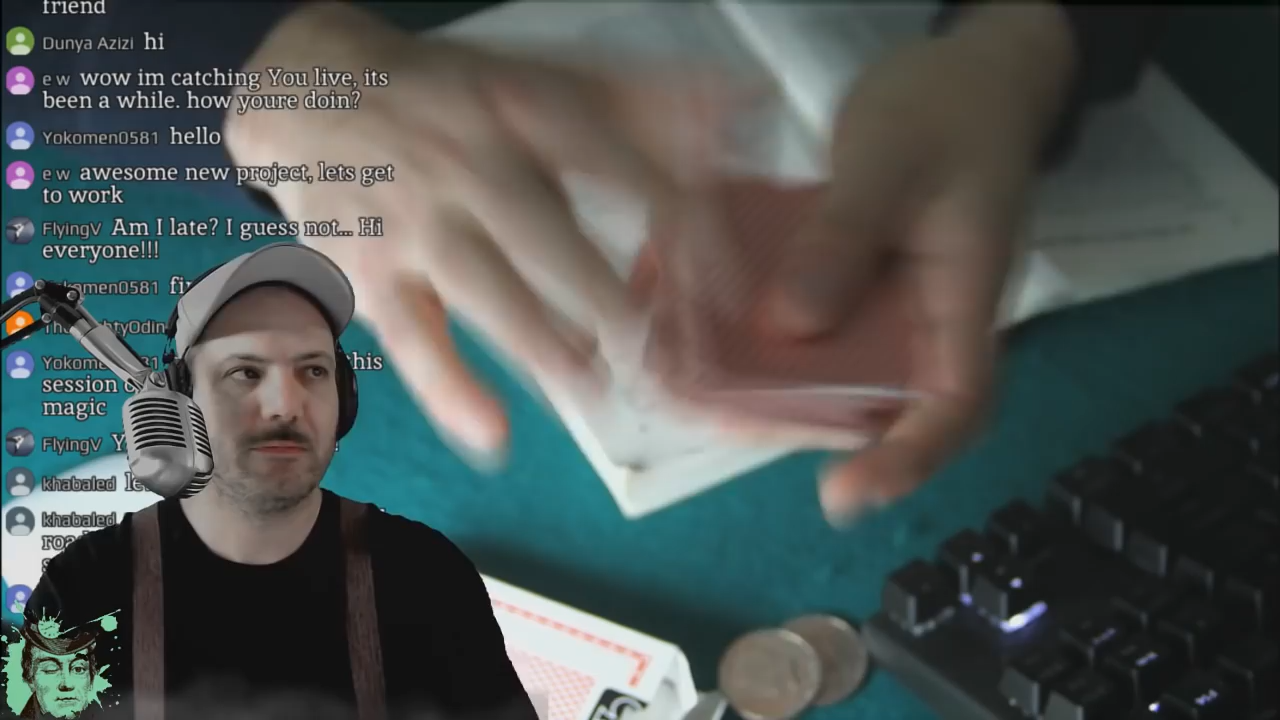 friend
Dunya Azizi hi
e w wow im catching You live, its
been a while. how youre doin?
Yokomen0581 hello
e w awesome new project, lets get
to work
FlyingV Am I late? I guess not... Hi
everyone!!!
Yokomen0581
session
magic
FlyingV
khabaled
khabaled